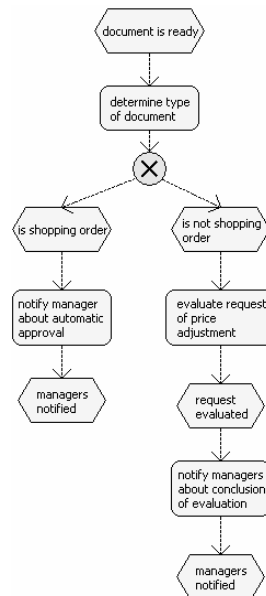 document is ready
determine type
of document
is shopping order
is not shopping
order
notify manager
about automatic
approval
evaluate request
of price
adjustment
managers
notified
request
evaluated
notify managers
about conclusion
of evaluation
managers
notified